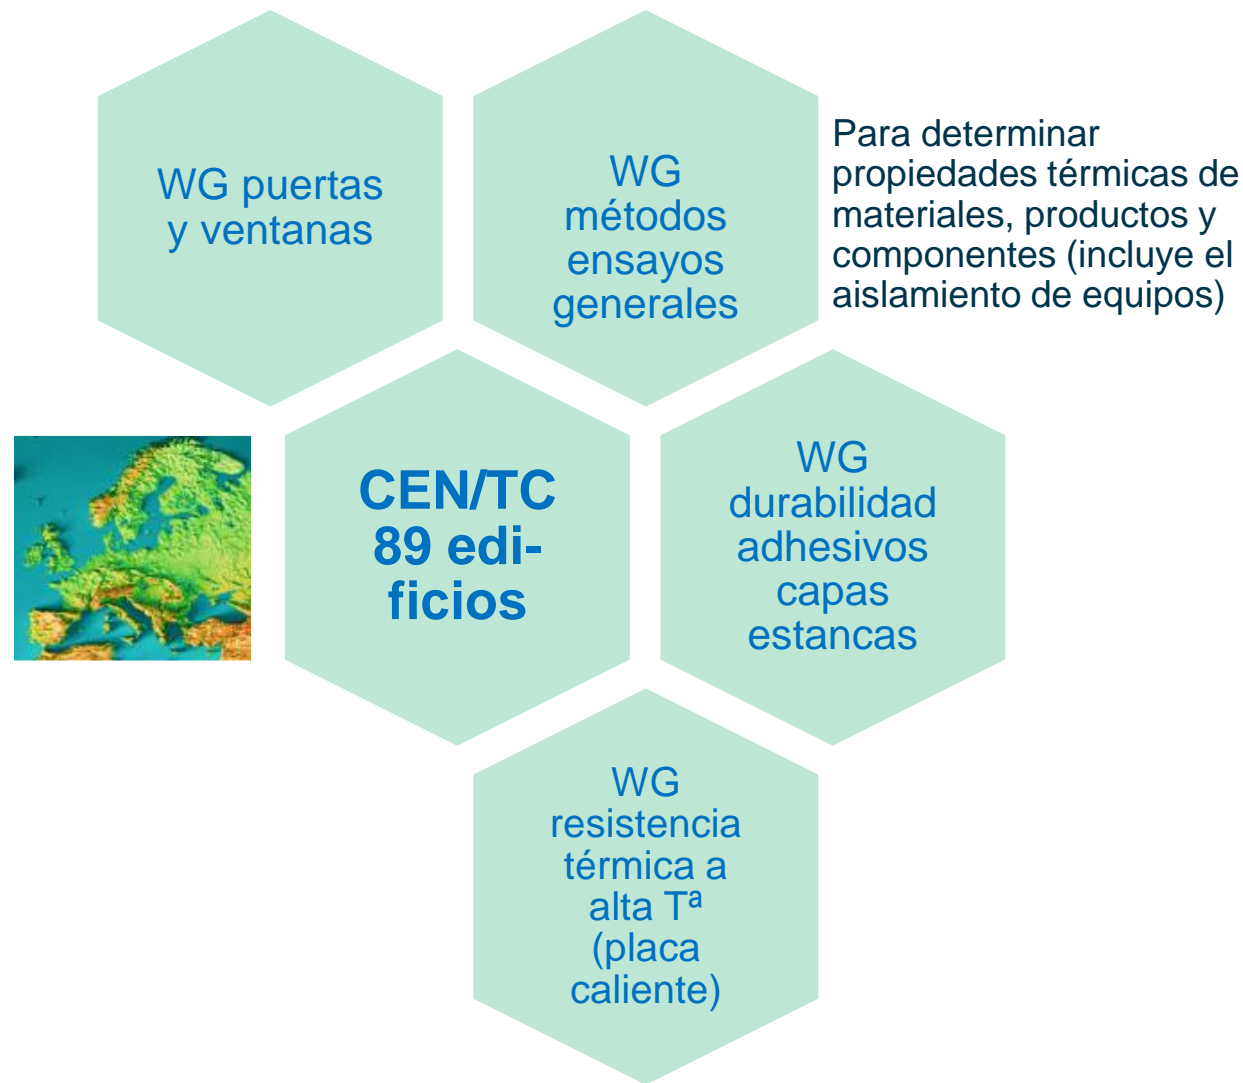 WG puertas
y ventanas
WG
métodos
ensayos
generales
Para determinar
propiedades térmicas de
materiales, productos y
componentes (incluye el
aislamiento de equipos)
CEN/TC
89 edi-
ficios
WG
durabilidad
adhesivos
capas
estancas
WG
resistencia
térmica a
alta Tª
(placa
caliente)